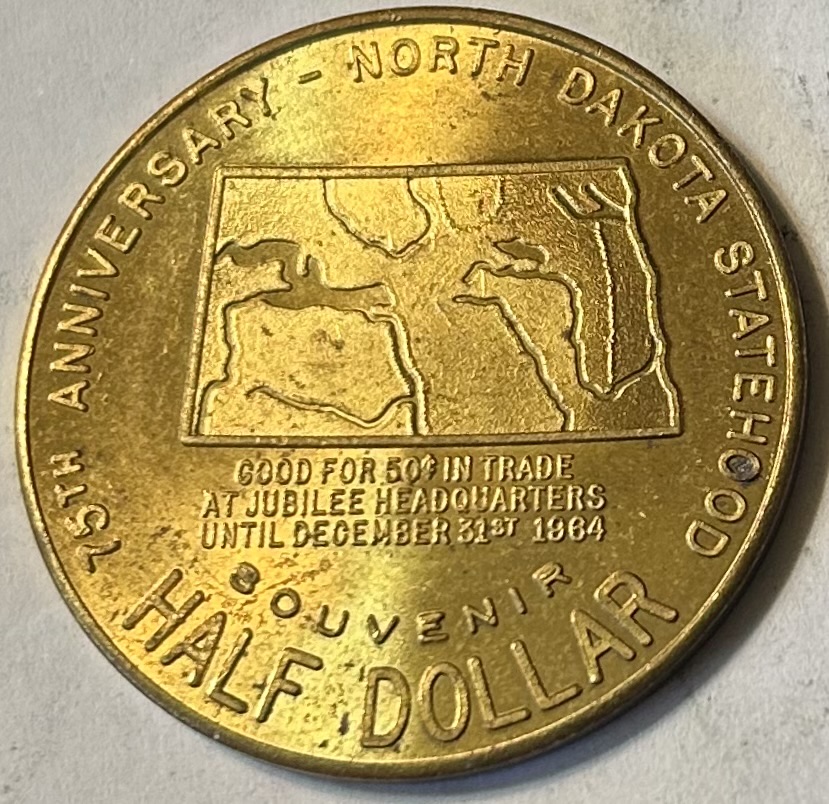 75TH ANNIVERSARY - NORTH DAKOTA STATEHOOD
GOOD FOR 50¢ IN TRADE
AT JUBILEE HEADQUARTERS
UNTIL DECEMBER 31ST 1964
SOUVENIR
HALF DOLLAR